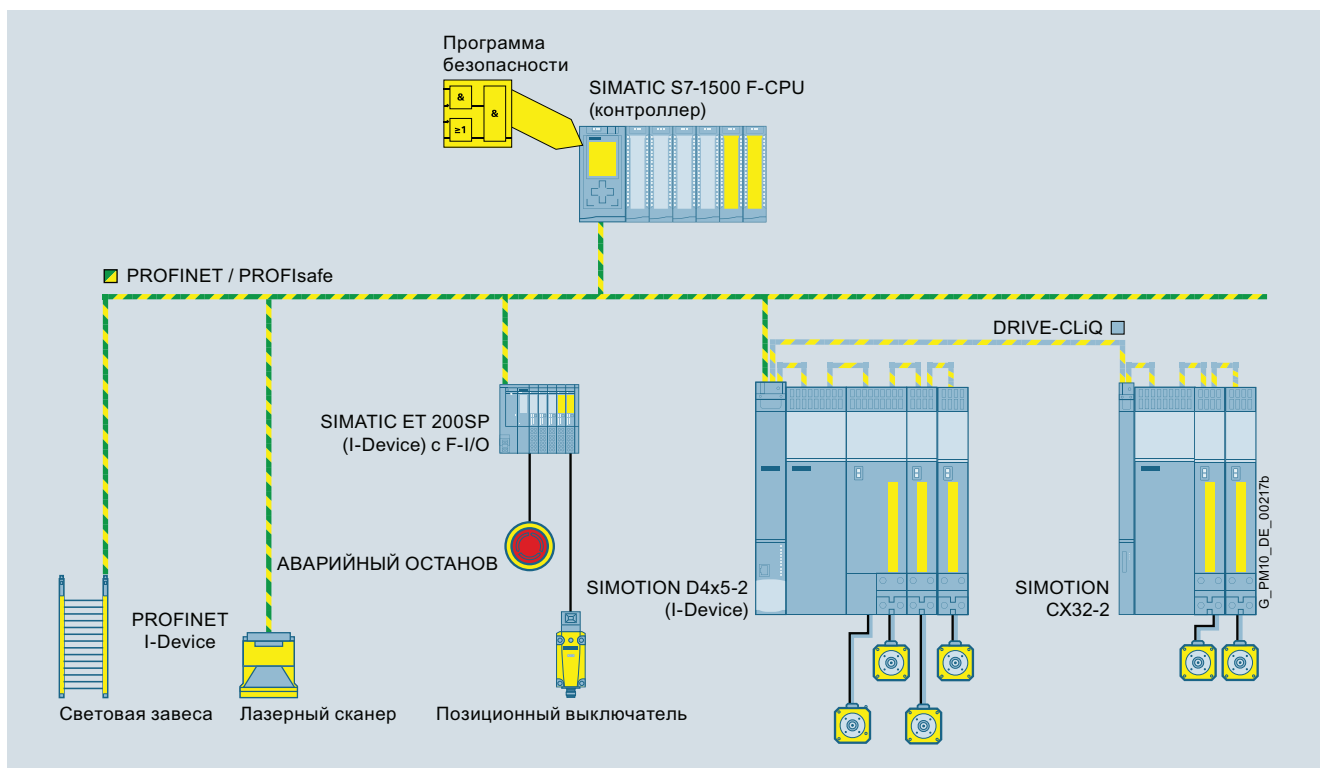 Программа
безопасности
&
≥1
&
SIMATIC S7-1500 F-CPU
(контроллер)
PROFINET / PROFIsafe
DRIVE-CLiQ
SIMATIC ET 200SP
(I-Device) с F-I/O
АВАРИЙНЫЙ ОСТАНОВ
PROFINET
I-Device
SIMOTION D4x5-2
(I-Device)
SIMOTION
CX32-2
G_PM10_DE_00217b
Световая завеса
Лазерный сканер
Позиционный выключатель